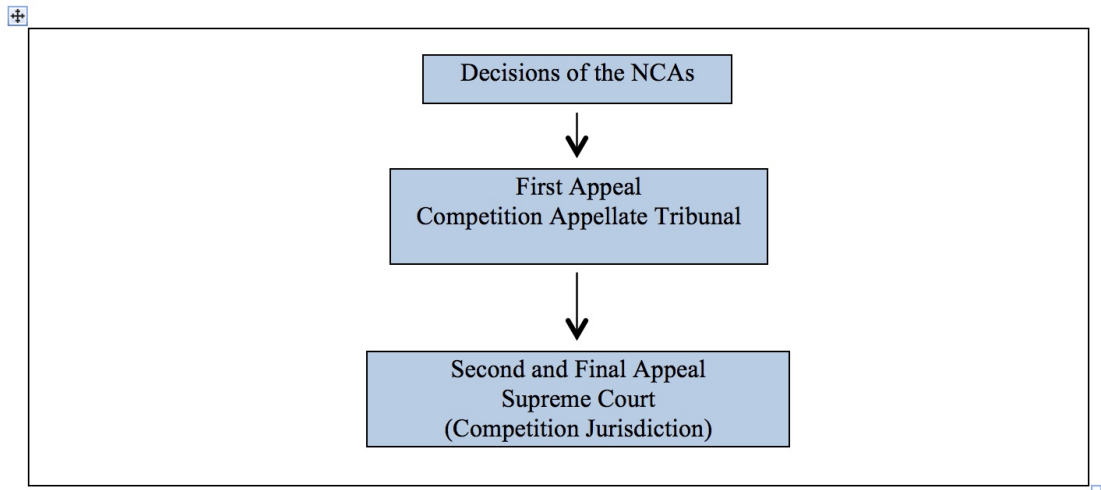 Decisions of the NCAs
First Appeal
Competition Appellate Tribunal
Second and Final Appeal
Supreme Court
(Competition Jurisdiction)